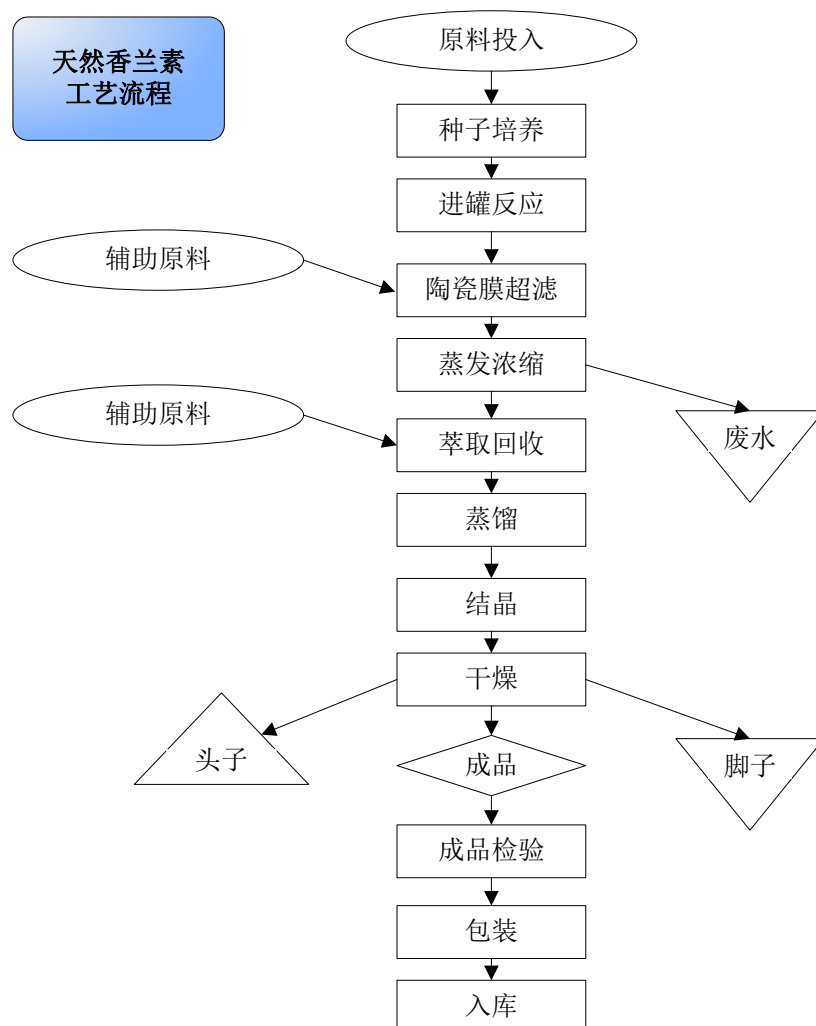 天然香兰素
工艺流程
原料投入
种子培养
进罐反应
辅助原料
陶瓷膜超滤
蒸发浓缩
辅助原料
萃取回收
废水
蒸馏
结晶
干燥
头子
成品
脚子
成品检验
包装
入库